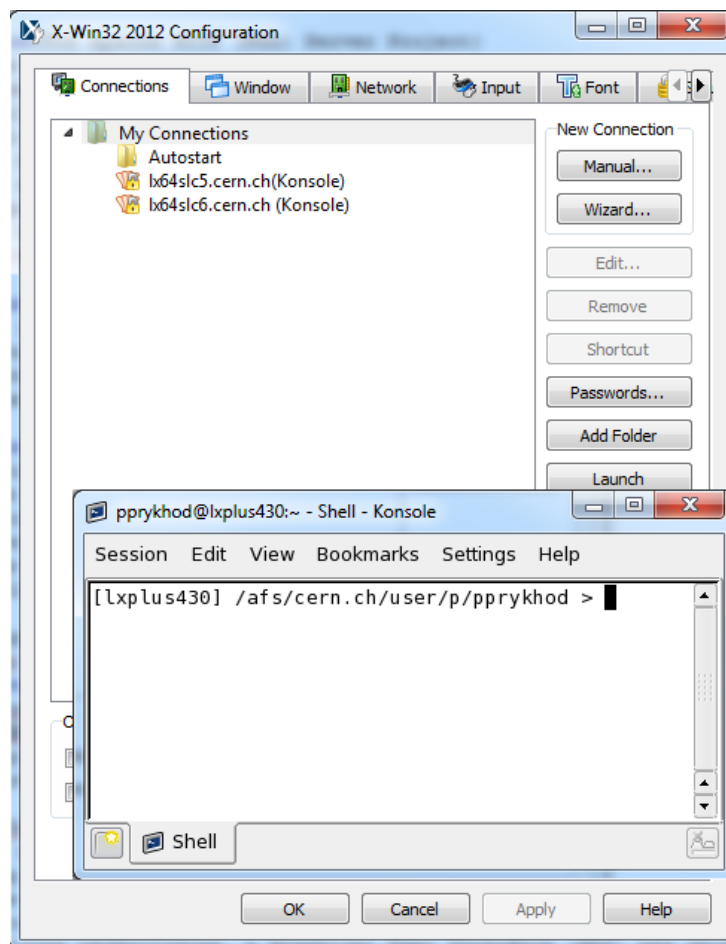 X-Win32 2012 Configuration
Connections Window Network Input Font
My Connections
Autostart
lx64slc5.cern.ch(Konsole)
lx64slc6.cern.ch (Konsole)
New Connection
Manual...
Wizard...
Edit...
Remove
Shortcut
Passwords...
Add Folder
Launch
pprykhod@lxplus430:~ - Shell - Konsole
Session Edit View Bookmarks Settings Help
[lxplus430] /afs/cern.ch/user/p/pprykhod >
Shell
OK Cancel Apply Help